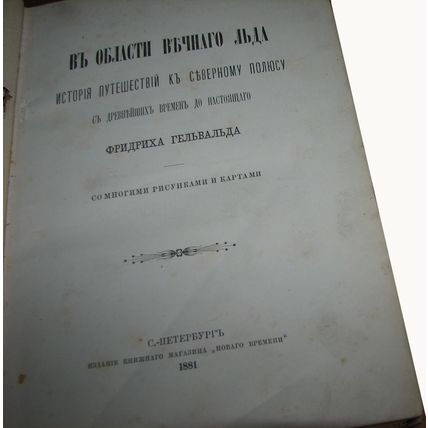 ВЪ ОБЛАСТИ ВѢЧНАГО ЛЬДА
ИСТОРІЯ ПУТЕШЕСТВІЙ КЪ СѢВЕРНОМУ ПОЛЮСУ
СЪ ДРЕВНѢЙШИХЪ ВРЕМЕНЪ ДО НАСТОЯЩАГО
ФРИДРИХА ГЕЛЬВАЛЬДА
СО МНОГИМИ РИСУНКАМИ И КАРТАМИ
С.-ПЕТЕРБУРГЪ
ИЗДАНІЕ КНИЖНАГО МАГАЗИНА „НОВАГО ВРЕМЕНИ"
1881